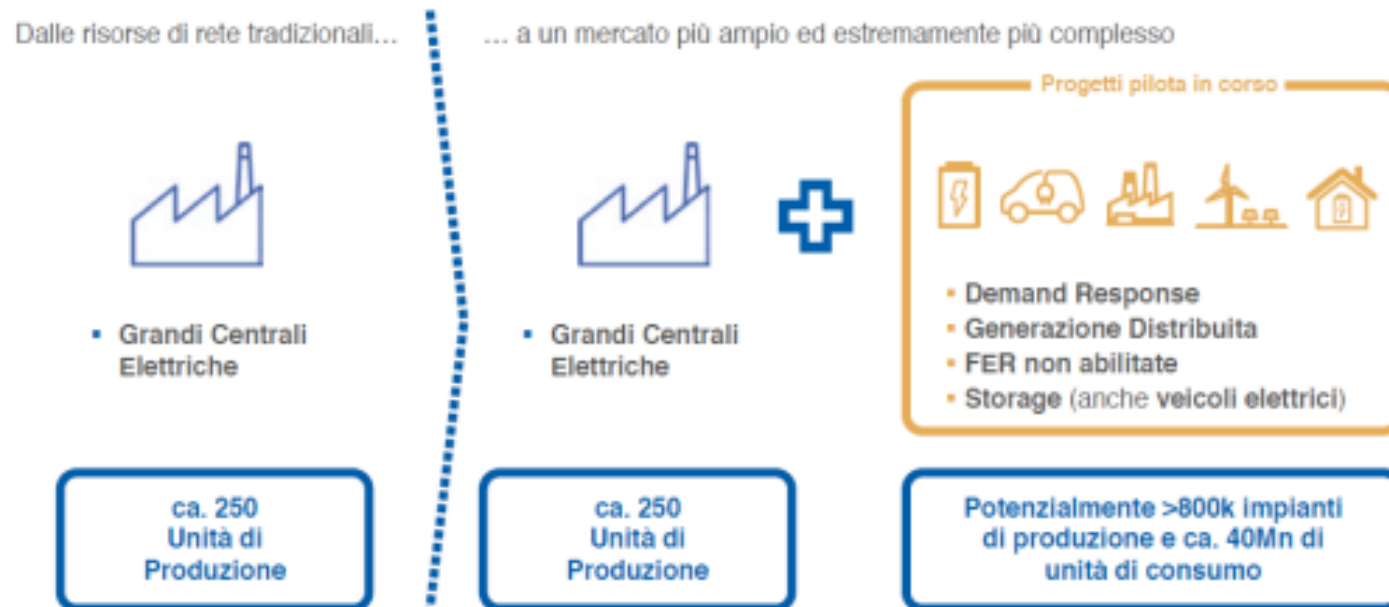 Dalle risorse di rete tradizionali...
... a un mercato più ampio ed estremamente più complesso
Progetti pilota in corso
▪ Grandi Centrali
Elettriche
▪ Grandi Centrali
Elettriche
▪ Demand Response
▪ Generazione Distribuita
▪ FER non abilitate
▪ Storage (anche veicoli elettrici)
ca. 250
Unità di
Produzione
ca. 250
Unità di
Produzione
Potenzialmente >800k impianti
di produzione e ca. 40Mn di
unità di consumo